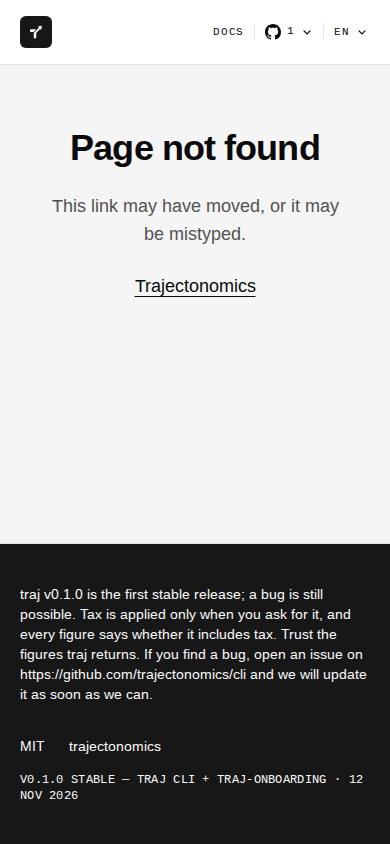 DOCS 1 EN
Page not found
This link may have moved, or it may
be mistyped.
Trajectonomics
traj v0.1.0 is the first stable release; a bug is still
possible. Tax is applied only when you ask for it, and
every figure says whether it includes tax. Trust the
figures traj returns. If you find a bug, open an issue on
https://github.com/trajectonomics/cli and we will update
it as soon as we can.
MIT trajectonomics
V0.1.0 STABLE — TRAJ CLI + TRAJ-ONBOARDING · 12
NOV 2026